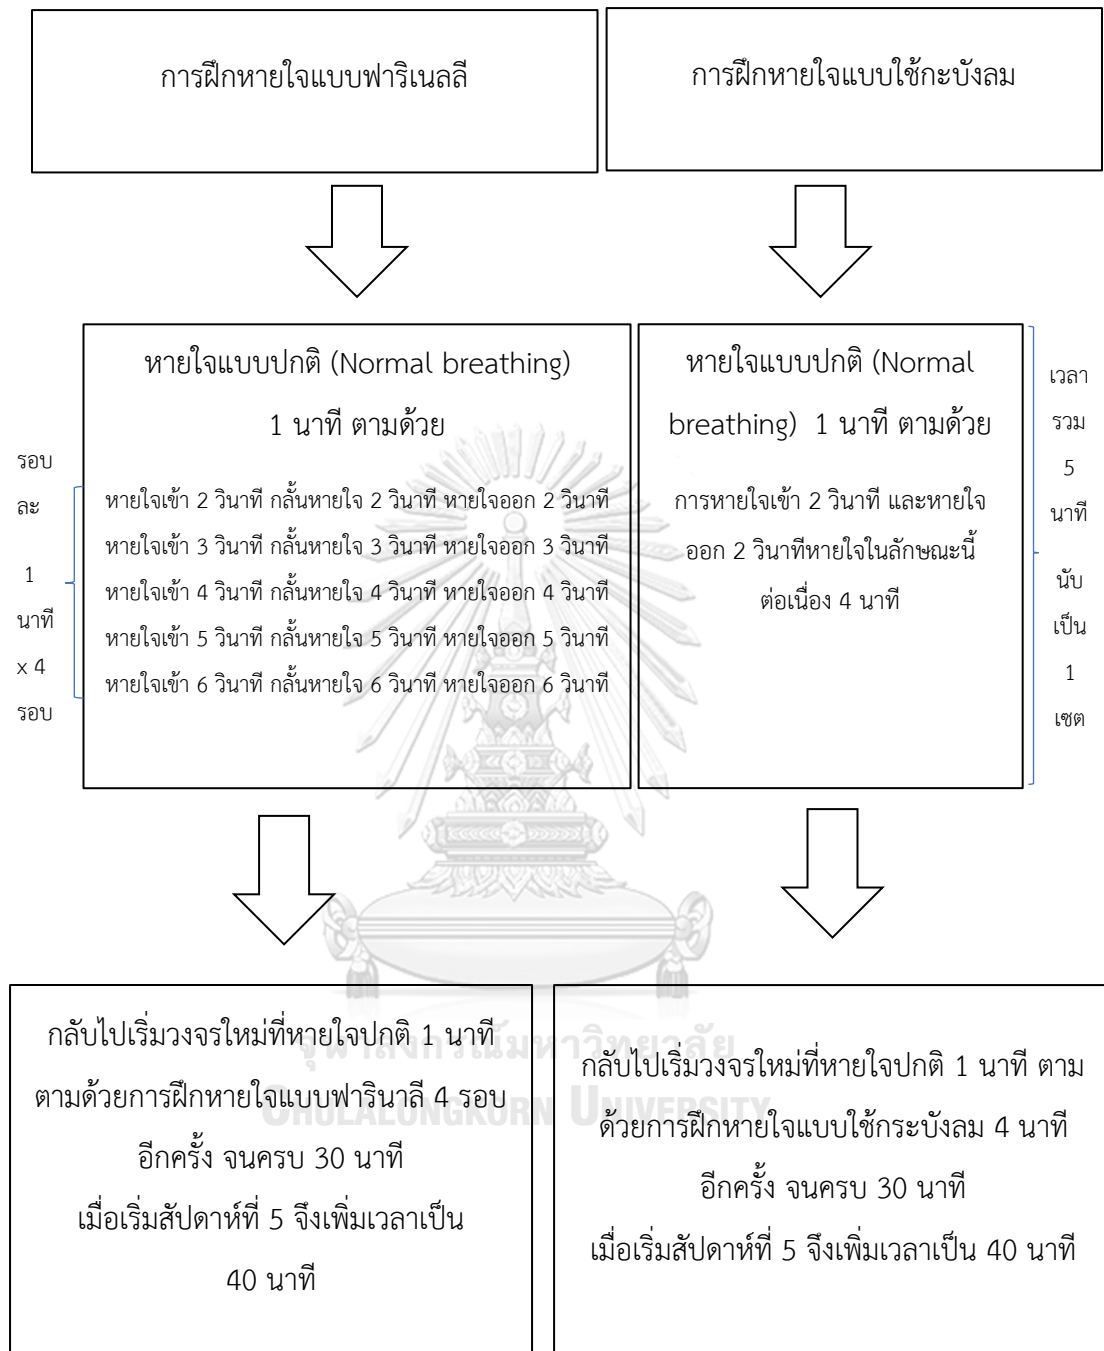 การฝึกหายใจแบบฟาริเนลลี
การฝึกหายใจแบบใช้กะบังลม
หายใจแบบปกติ (Normal breathing)
1 นาที ตามด้วย
หายใจเข้า 2 วินาที กลั้นหายใจ 2 วินาที หายใจออก 2 วินาที
หายใจเข้า 3 วินาที กลั้นหายใจ 3 วินาที หายใจออก 3 วินาที
หายใจเข้า 4 วินาที กลั้นหายใจ 4 วินาที หายใจออก 4 วินาที
หายใจเข้า 5 วินาที กลั้นหายใจ 5 วินาที หายใจออก 5 วินาที
หายใจเข้า 6 วินาที กลั้นหายใจ 6 วินาที หายใจออก 6 วินาที
รอบ
ละ
1
นาที
x 4
รอบ
หายใจแบบปกติ (Normal
breathing) 1 นาที ตามด้วย
การหายใจเข้า 2 วินาที และหายใจ
ออก 2 วินาทีหายใจในลักษณะนี้
ต่อเนื่อง 4 นาที
เวลา
รวม
5
นาที
นับ
เป็น
1
เซต
กลับไปเริ่มวงจรใหม่ที่หายใจปกติ 1 นาที
ตามด้วยการฝึกหายใจแบบฟารินาลี 4 รอบ
อีกครั้ง จนครบ 30 นาที
เมื่อเริ่มสัปดาห์ที่ 5 จึงเพิ่มเวลาเป็น
40 นาที
กลับไปเริ่มวงจรใหม่ที่หายใจปกติ 1 นาที ตาม
ด้วยการฝึกหายใจแบบใช้กระบังลม 4 นาที
อีกครั้ง จนครบ 30 นาที
เมื่อเริ่มสัปดาห์ที่ 5 จึงเพิ่มเวลาเป็น 40 นาที
จุฬาลงกรณ์มหาวิทยาลัย
CHULALONGKORN UNIVERSITY